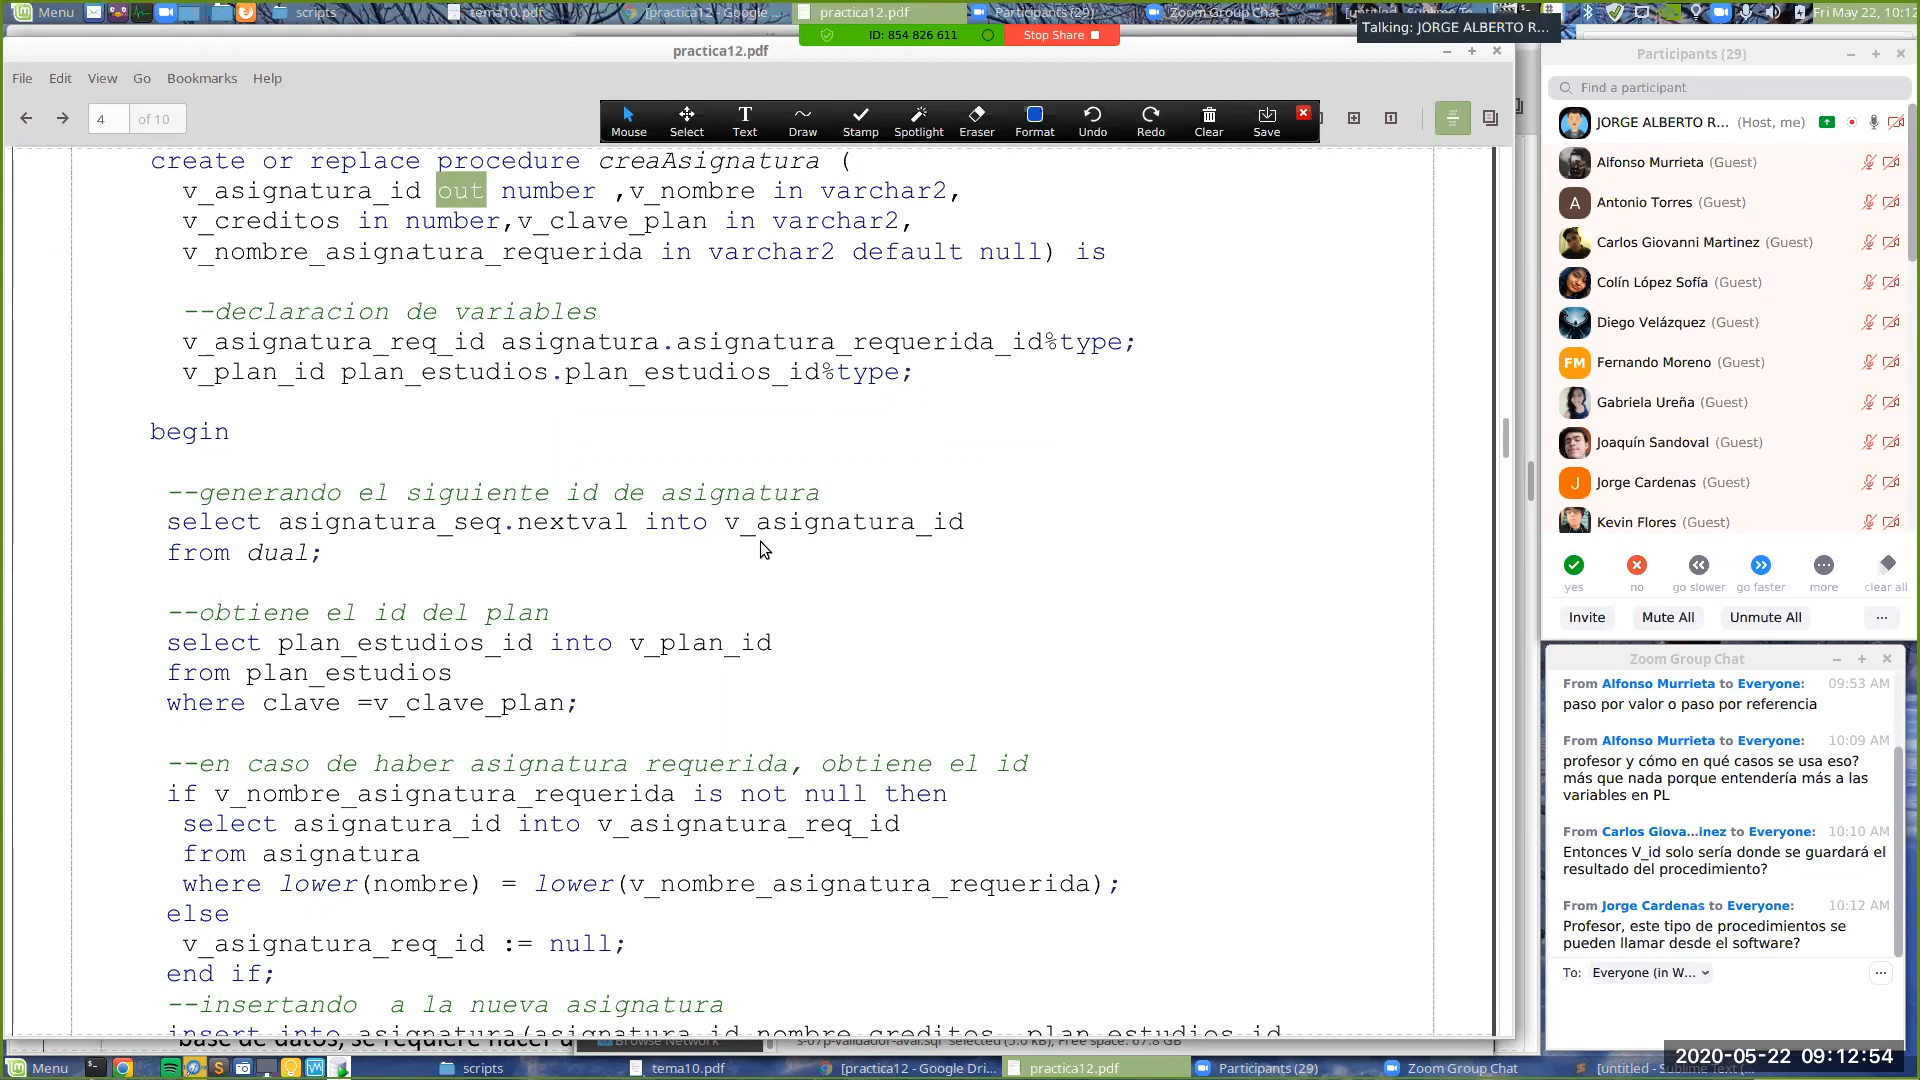 Menu
scripts
tema10.pdf
[practica12 - Google ...
practica12.pdf
Participants (29)
Zoom Group Chat
Fri May 22, 10:12
Talking: JORGE ALBERTO R...
ID: 854 826 611
Stop Share
practica12.pdf
File Edit View Go Bookmarks Help
4 of 10
Mouse Select Text Draw Stamp Spotlight Eraser Format Undo Redo Clear Save
create or replace procedure creaAsignatura (
v_asignatura_id out number ,v_nombre in varchar2,
v_creditos in number,v_clave_plan in varchar2,
v_nombre_asignatura_requerida in varchar2 default null) is
--declaracion de variables
v_asignatura_req_id asignatura.asignatura_requerida_id%type;
v_plan_id plan_estudios.plan_estudios_id%type;
begin
--generando el siguiente id de asignatura
select asignatura_seq.nextval into v_asignatura_id
from dual;
--obtiene el id del plan
select plan_estudios_id into v_plan_id
from plan_estudios
where clave =v_clave_plan;
--en caso de haber asignatura requerida, obtiene el id
if v_nombre_asignatura_requerida is not null then
select asignatura_id into v_asignatura_req_id
from asignatura
where lower(nombre) = lower(v_nombre_asignatura_requerida);
else
v_asignatura_req_id := null;
end if;
--insertando  a la nueva asignatura
insert into asignatura(asignatura_id,nombre,creditos, plan_estudios_id
Participants (29)
Find a participant
JORGE ALBERTO R... (Host, me)
Alfonso Murrieta (Guest)
A
Antonio Torres (Guest)
Carlos Giovanni Martinez (Guest)
Colín López Sofía (Guest)
Diego Velázquez (Guest)
FM
Fernando Moreno (Guest)
Gabriela Ureña (Guest)
Joaquín Sandoval (Guest)
J
Jorge Cardenas (Guest)
Kevin Flores (Guest)
yes no go slower go faster more clear all
Invite Mute All Unmute All ...
Zoom Group Chat
From Alfonso Murrieta to Everyone: 09:53 AM
paso por valor o paso por referencia
From Alfonso Murrieta to Everyone: 10:09 AM
profesor y cómo en qué casos se usa eso?
más que nada porque entendería más a las
variables en PL
From Carlos Giova...inez to Everyone: 10:10 AM
Entonces V_id solo sería donde se guardará el
resultado del procedimiento?
From Jorge Cardenas to Everyone: 10:12 AM
Profesor, este tipo de procedimientos se
pueden llamar desde el software?
To: Everyone (in W...
base de datos, se requiere hacer
Browse Network
s-07p-validador-aval.sql" selected (5.0 kB), Free space: 67.8 GB
2020-05-22 09:12:54
Menu
scripts
tema10.pdf
[practica12 - Google Dri...
practica12.pdf
Participants (29)
Zoom Group Chat
[untitled - Sublime Text (...